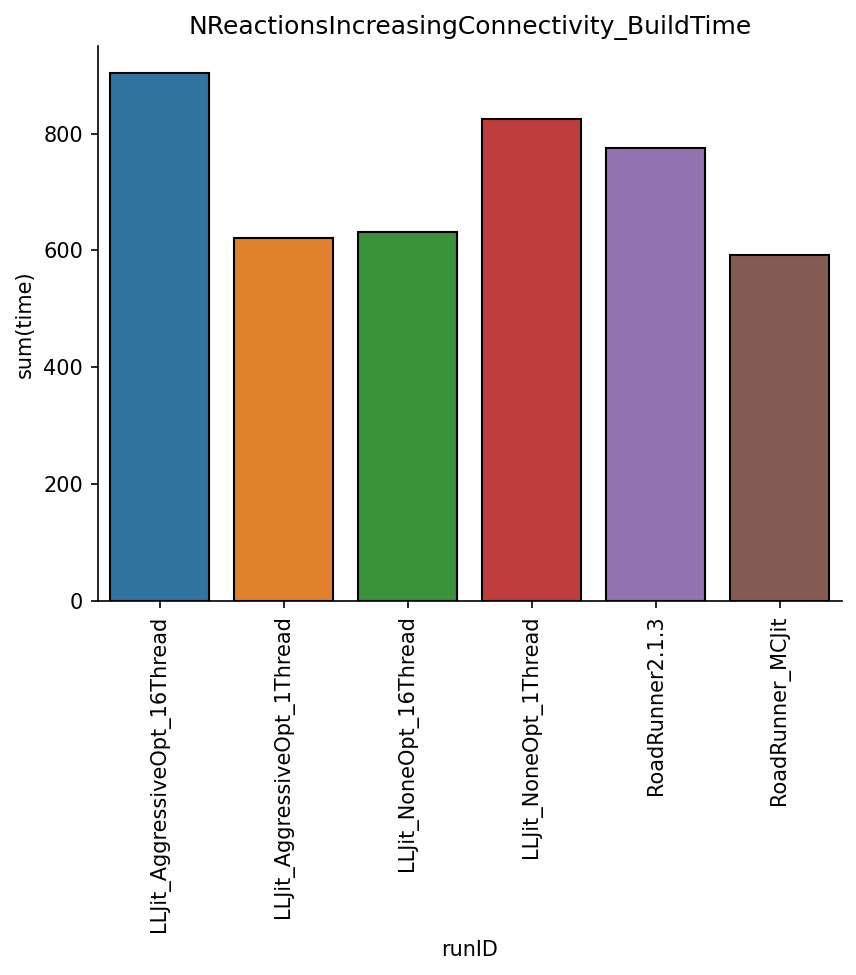 NReactionsIncreasingConnectivity_BuildTime
sum(time)
800
600
400
200
0
LLJit_AggressiveOpt_16Thread
LLJit_AggressiveOpt_1Thread
LLJit_NoneOpt_16Thread
LLJit_NoneOpt_1Thread
RoadRunner2.1.3
RoadRunner_MCJit
runID